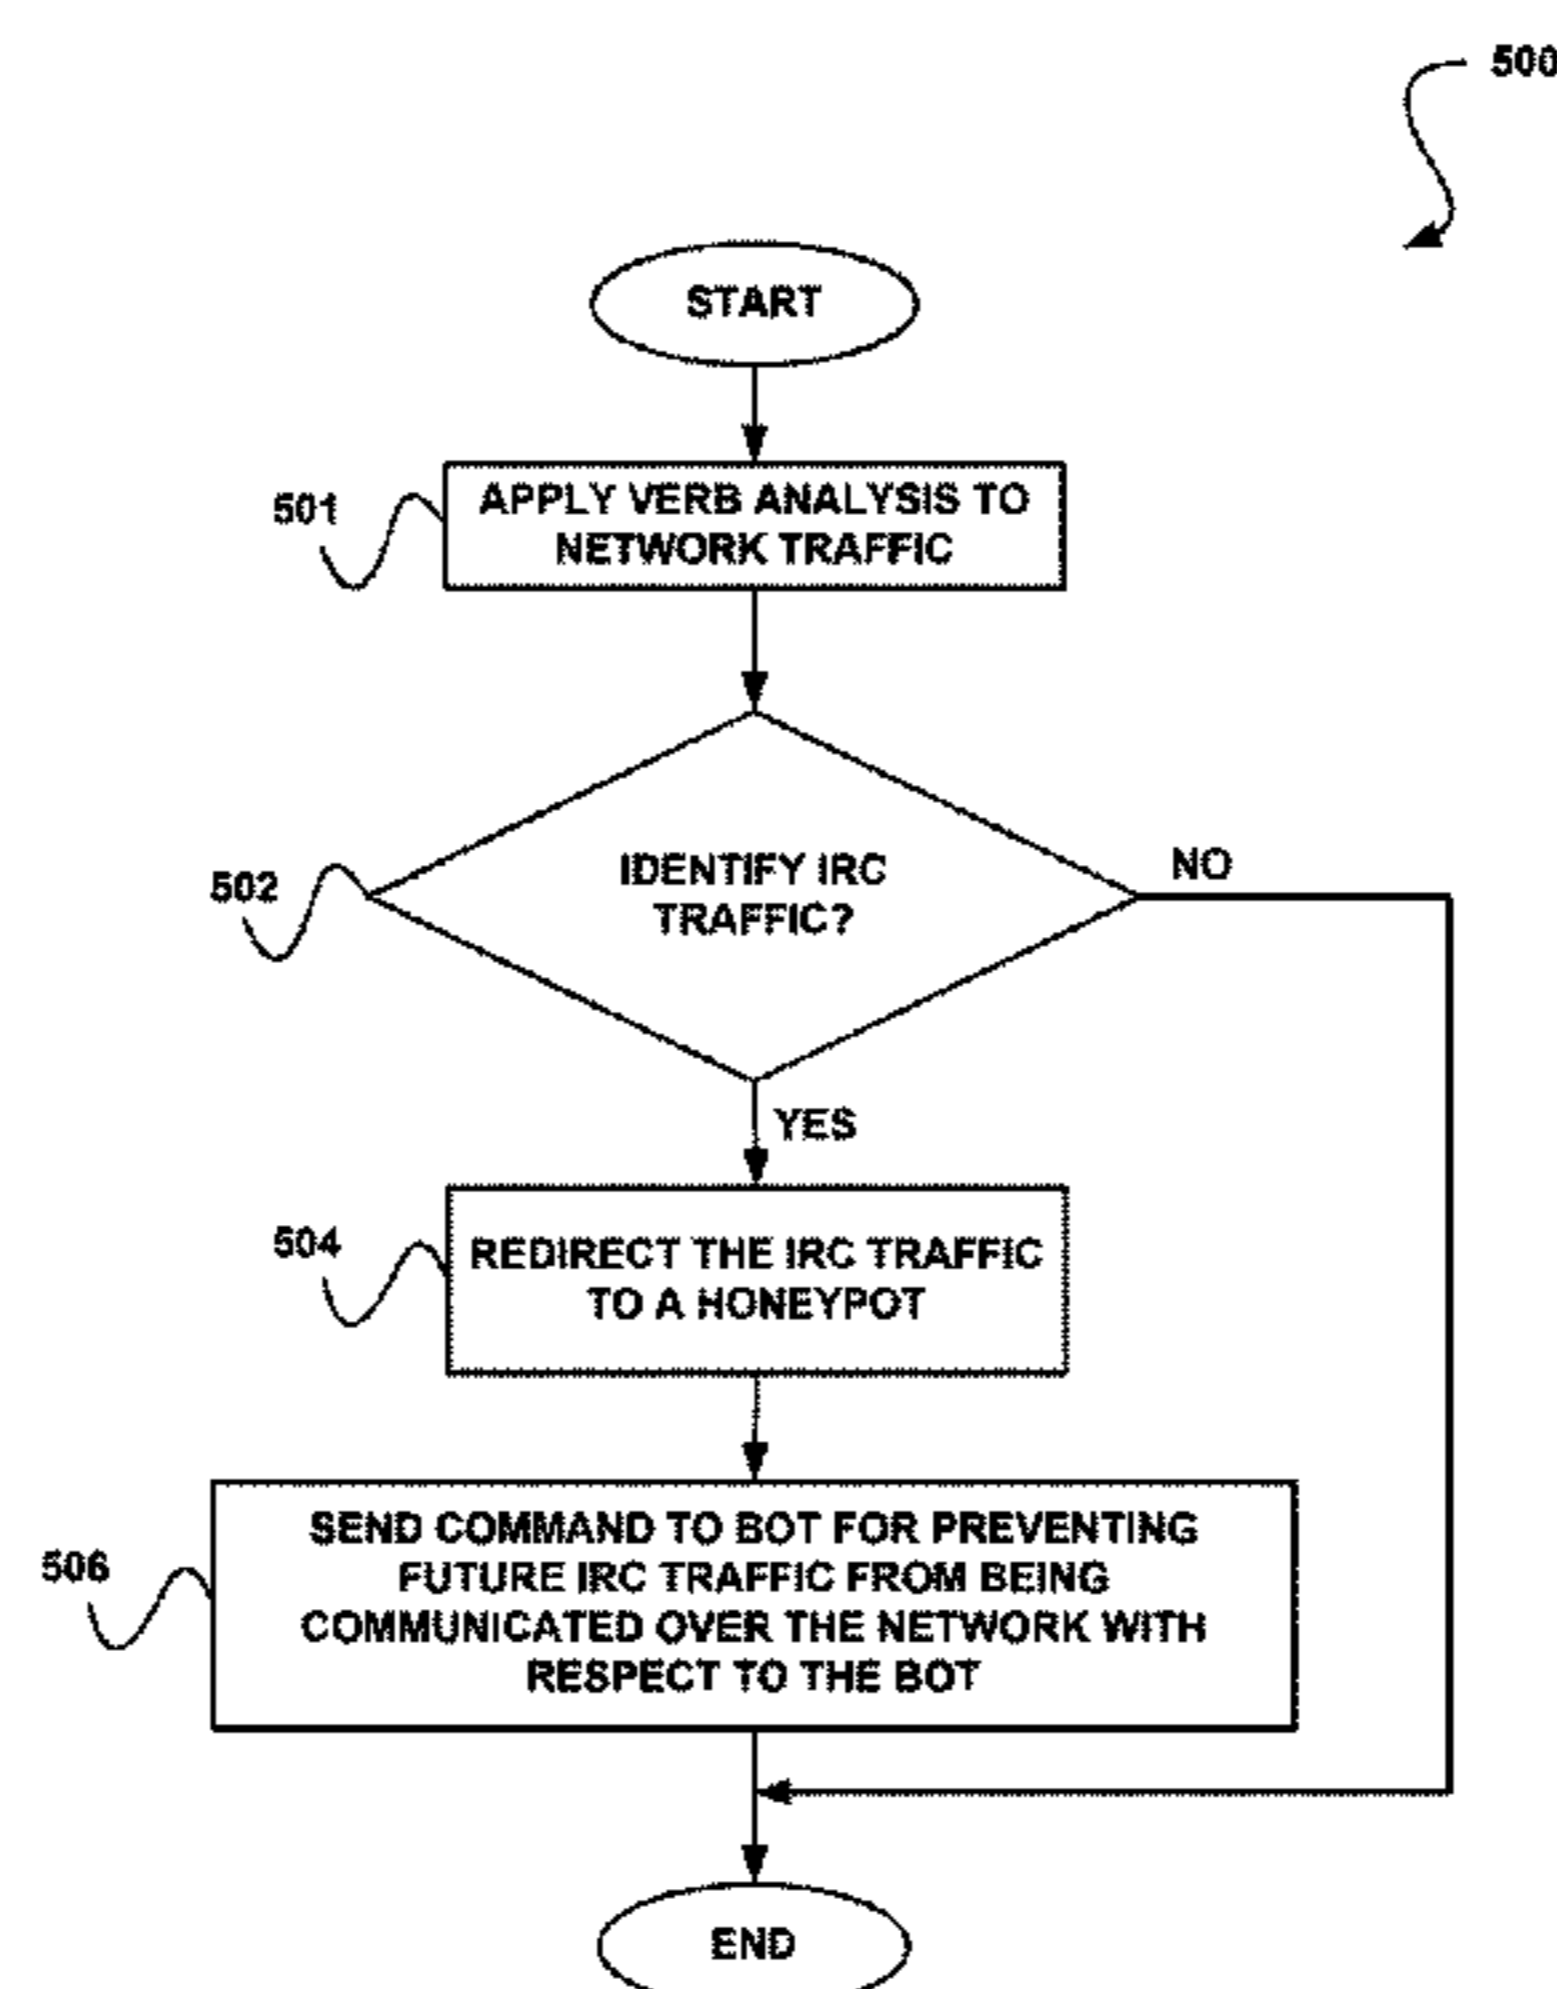 500
START
501
APPLY VERB ANALYSIS TO
NETWORK TRAFFIC
502
IDENTIFY IRC
TRAFFIC?
NO
YES
504
REDIRECT THE IRC TRAFFIC
TO A HONEYPOT
506
SEND COMMAND TO BOT FOR PREVENTING
FUTURE IRC TRAFFIC FROM BEING
COMMUNICATED OVER THE NETWORK WITH
RESPECT TO THE BOT
END